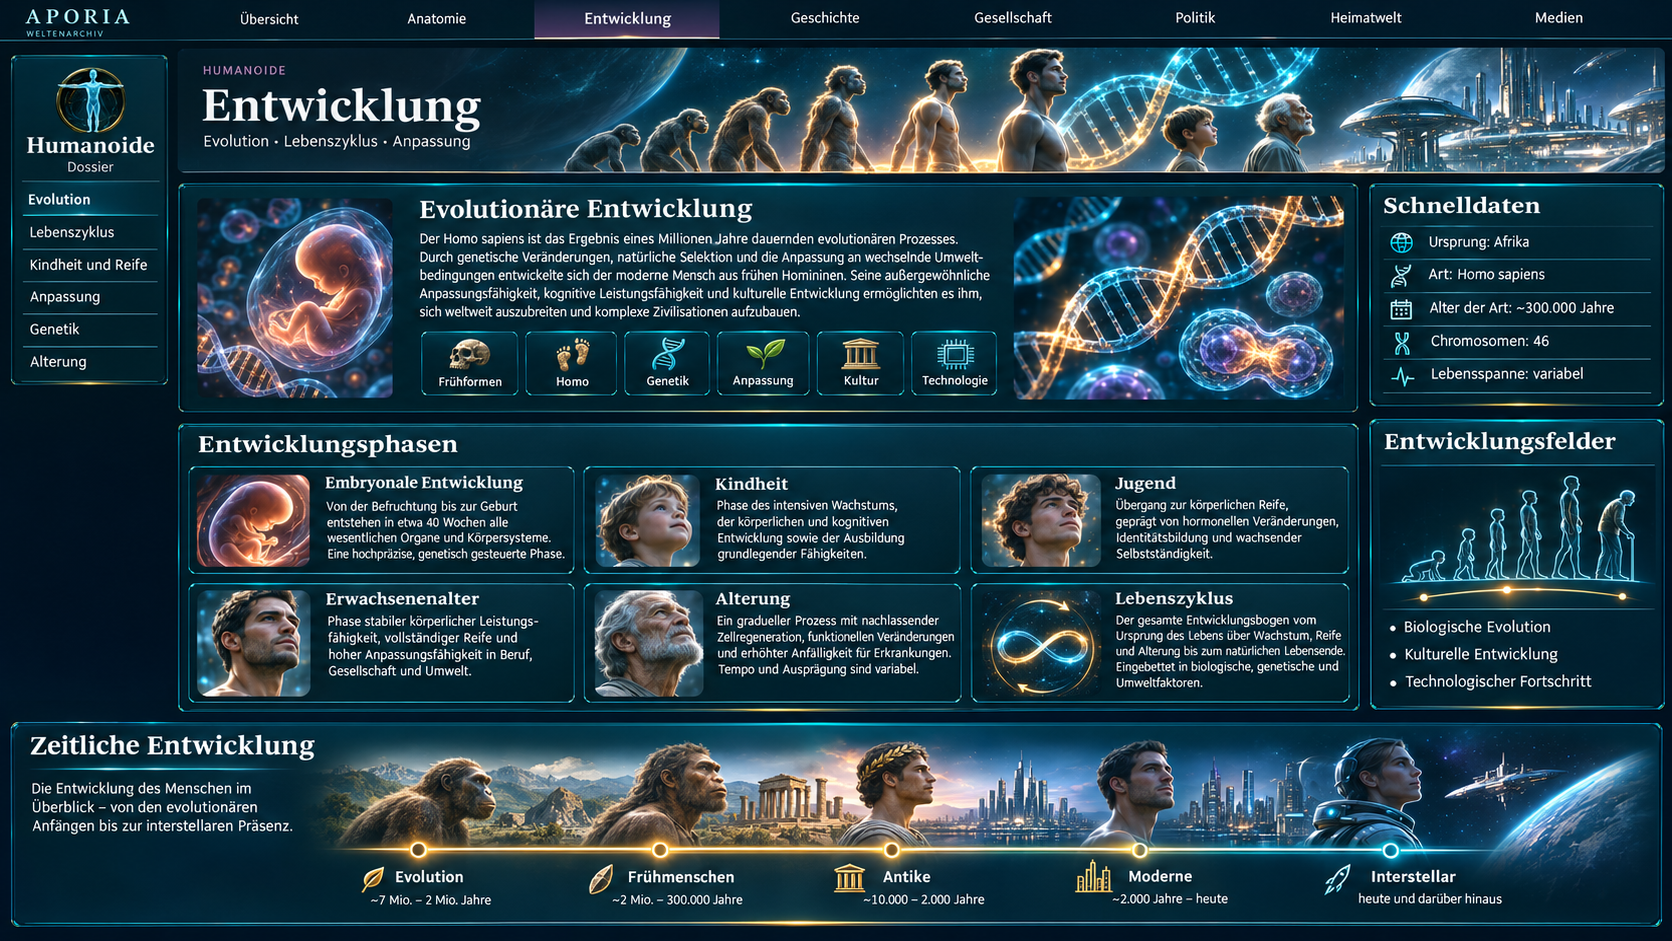 APORIA
WELTENARCHIV
Übersicht
Anatomie
Entwicklung
Geschichte
Gesellschaft
Politik
Heimatwelt
Medien
Humanoide
Dossier
Evolution
Lebenszyklus
Kindheit und Reife
Anpassung
Genetik
Alterung
HUMANOIDE
Entwicklung
Evolution • Lebenszyklus • Anpassung
Evolutionäre Entwicklung
Der Homo sapiens ist das Ergebnis eines Millionen Jahre dauernden evolutionären Prozesses.
Durch genetische Veränderungen, natürliche Selektion und die Anpassung an wechselnde Umwelt-
bedingungen entwickelte sich der moderne Mensch aus frühen Homininen. Seine außergewöhnliche
Anpassungsfähigkeit, kognitive Leistungsfähigkeit und kulturelle Entwicklung ermöglichten es ihm,
sich weltweit auszubreiten und komplexe Zivilisationen aufzubauen.
Frühformen
Homo
Genetik
Anpassung
Kultur
Technologie
Schnelldaten
Ursprung: Afrika
Art: Homo sapiens
Alter der Art: ~300.000 Jahre
Chromosomen: 46
Lebensspanne: variabel
Entwicklungsphasen
Embryonale Entwicklung
Von der Befruchtung bis zur Geburt
entstehen in etwa 40 Wochen alle
wesentlichen Organe und Körpersysteme.
Eine hochpräzise, genetisch gesteuerte Phase.
Kindheit
Phase des intensiven Wachstums,
der körperlichen und kognitiven
Entwicklung sowie der Ausbildung
grundlegender Fähigkeiten.
Jugend
Übergang zur körperlichen Reife,
geprägt von hormonellen Veränderungen,
Identitätsbildung und wachsender
Selbstständigkeit.
Erwachsenenalter
Phase stabiler körperlicher Leistungs-
fähigkeit, vollständiger Reife und
hoher Anpassungsfähigkeit in Beruf,
Gesellschaft und Umwelt.
Alterung
Ein gradueller Prozess mit nachlassender
Zellregeneration, funktionellen Veränderungen
und erhöhter Anfälligkeit für Erkrankungen.
Tempo und Ausprägung sind variabel.
Lebenszyklus
Der gesamte Entwicklungsbogen vom
Ursprung des Lebens über Wachstum, Reife
und Alterung bis zum natürlichen Lebensende.
Eingebettet in biologische, genetische und
Umweltfaktoren.
Entwicklungsfelder
• Biologische Evolution
• Kulturelle Entwicklung
• Technologischer Fortschritt
Zeitliche Entwicklung
Die Entwicklung des Menschen im
Überblick – von den evolutionären
Anfängen bis zur interstellaren Präsenz.
Evolution
~7 Mio. – 2 Mio. Jahre
Frühmenschen
~2 Mio. – 300.000 Jahre
Antike
~10.000 – 2.000 Jahre
Moderne
~2.000 Jahre – heute
Interstellar
heute und darüber hinaus